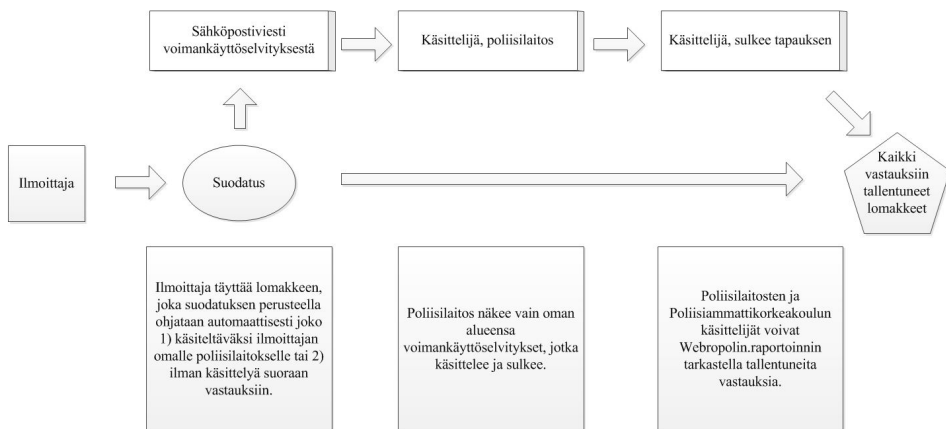 Sähköpostiviesti
voimankäyttöselvityksestä
Käsittelijä, poliisilaitos
Käsittelijä, sulkee tapauksen
Ilmoittaja
Suodatus
Kaikki
vastauksiin
tallentuneet
lomakkeet
Ilmoittaja täyttää lomakkeen,
joka suodatuksen perusteella
ohjataan automaattisesti joko
1) käsiteltäväksi ilmoittajan
omalle poliisilaitokselle tai 2)
ilman käsittelyä suoraan
vastauksiin.
Poliisilaitos näkee vain oman
alueensa
voimankäyttöselvitykset, jotka
käsittelee ja sulkee.
Poliisilaitosten ja
Poliisiammattikorkeakoulun
käsittelijät voivat
Webropolin.raportoinnin
tarkastella tallentuneita
vastauksia.